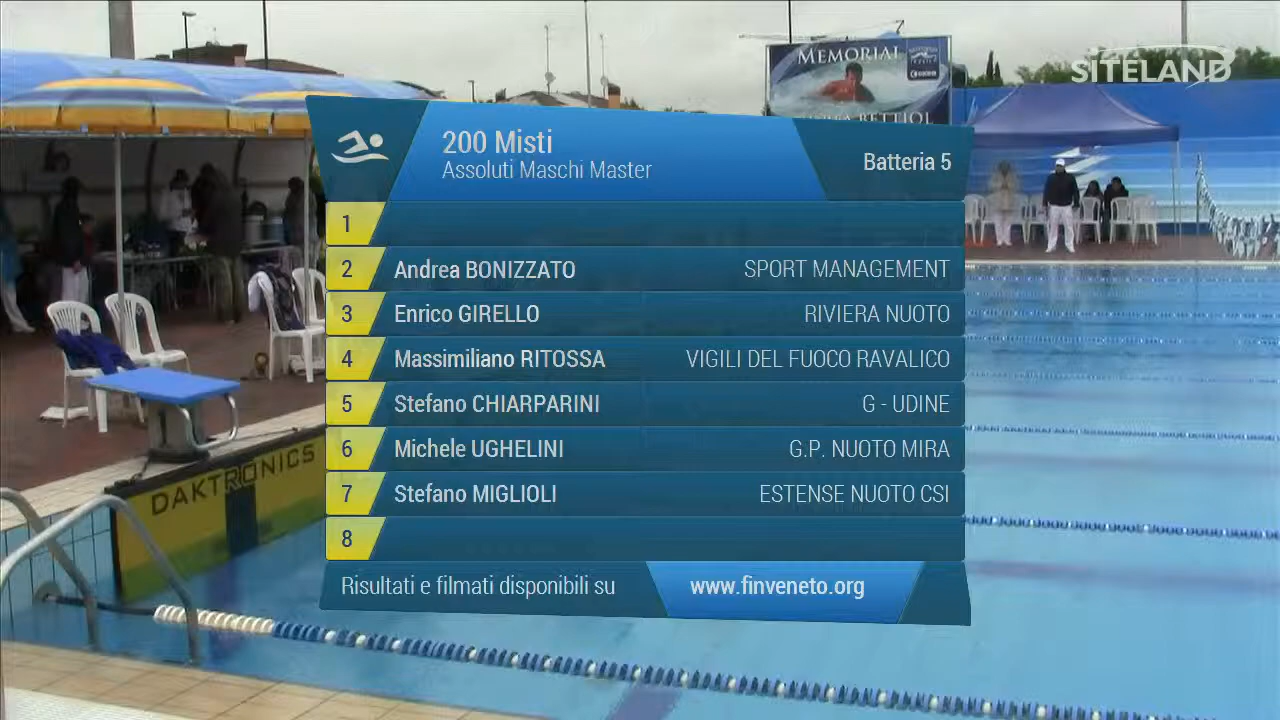 MEMORIAL
SITELAND
200 Misti
Assoluti Maschi Master
Batteria 5
1
2 Andrea BONIZZATO SPORT MANAGEMENT
3 Enrico GIRELLO RIVIERA NUOTO
4 Massimiliano RITOSSA VIGILI DEL FUOCO RAVALICO
5 Stefano CHIARPARINI G - UDINE
6 Michele UGHELINI G.P. NUOTO MIRA
7 Stefano MIGLIOLI ESTENSE NUOTO CSI
8
DAKTRONICS
Risultati e filmati disponibili su www.finveneto.org